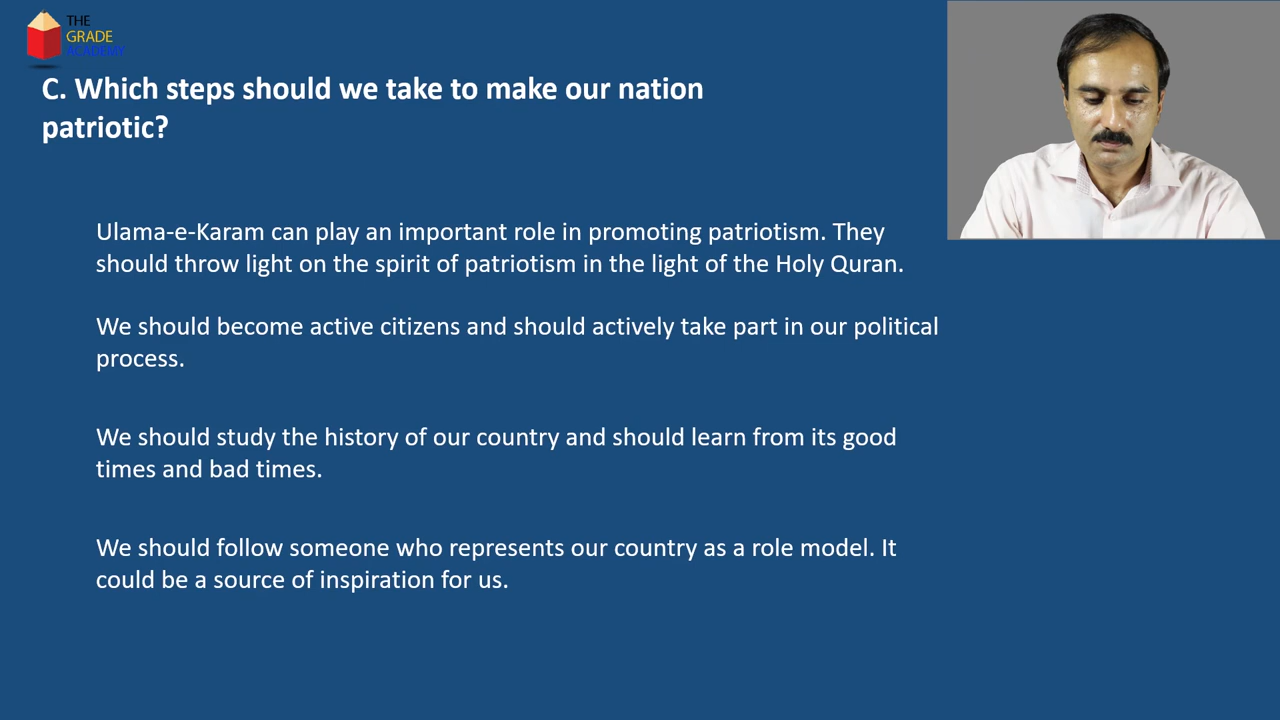 THE
GRADE
ACADEMY
C. Which steps should we take to make our nation
patriotic?
Ulama-e-Karam can play an important role in promoting patriotism. They
should throw light on the spirit of patriotism in the light of the Holy Quran.
We should become active citizens and should actively take part in our political
process.
We should study the history of our country and should learn from its good
times and bad times.
We should follow someone who represents our country as a role model. It
could be a source of inspiration for us.